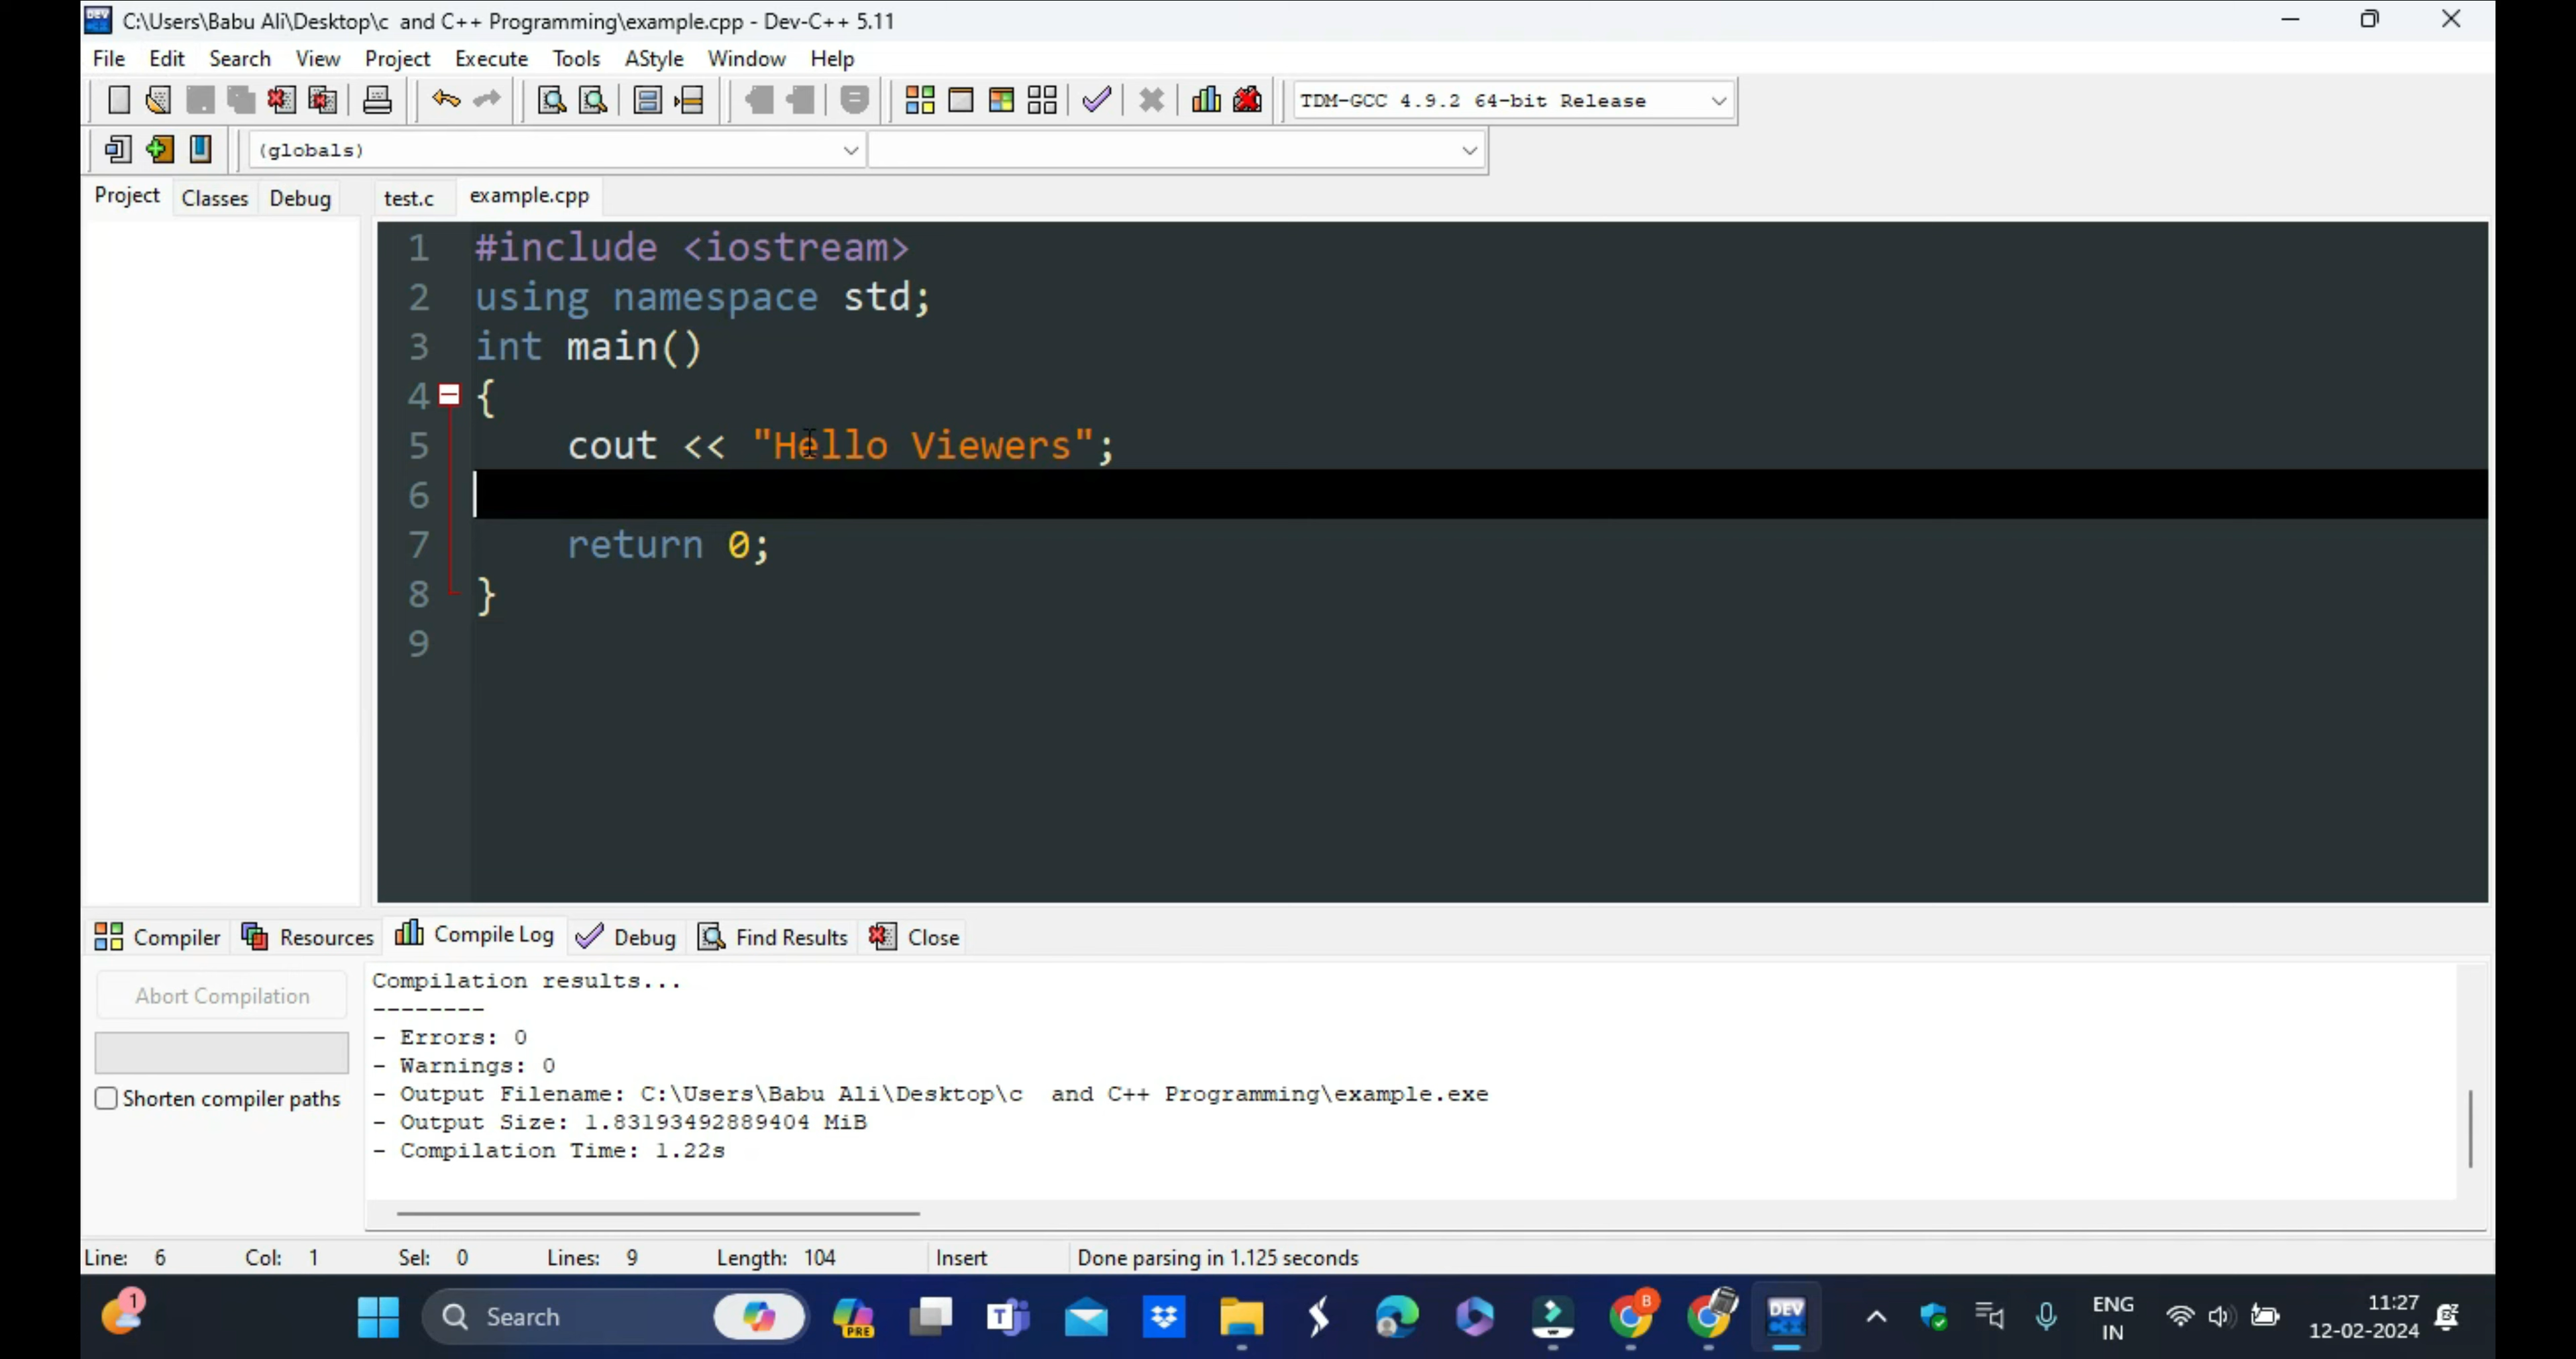 C:\Users\Babu Ali\Desktop\c  and C++ Programming\example.cpp - Dev-C++ 5.11
File Edit Search View Project Execute Tools AStyle Window Help
TDM-GCC 4.9.2 64-bit Release
(globals)
Project Classes Debug test.c example.cpp
1 #include <iostream>
2 using namespace std;
3 int main()
4 {
5     cout << "Hello Viewers";
6
7     return 0;
8 }
9
Compiler Resources Compile Log Debug Find Results Close
Abort Compilation
Shorten compiler paths
Compilation results...
--------
- Errors: 0
- Warnings: 0
- Output Filename: C:\Users\Babu Ali\Desktop\c  and C++ Programming\example.exe
- Output Size: 1.83193492889404 MiB
- Compilation Time: 1.22s
Line: 6 Col: 1 Sel: 0 Lines: 9 Length: 104 Insert Done parsing in 1.125 seconds
1 Search PRE T B DEV C++ ENG 11:27
IN 12-02-2024